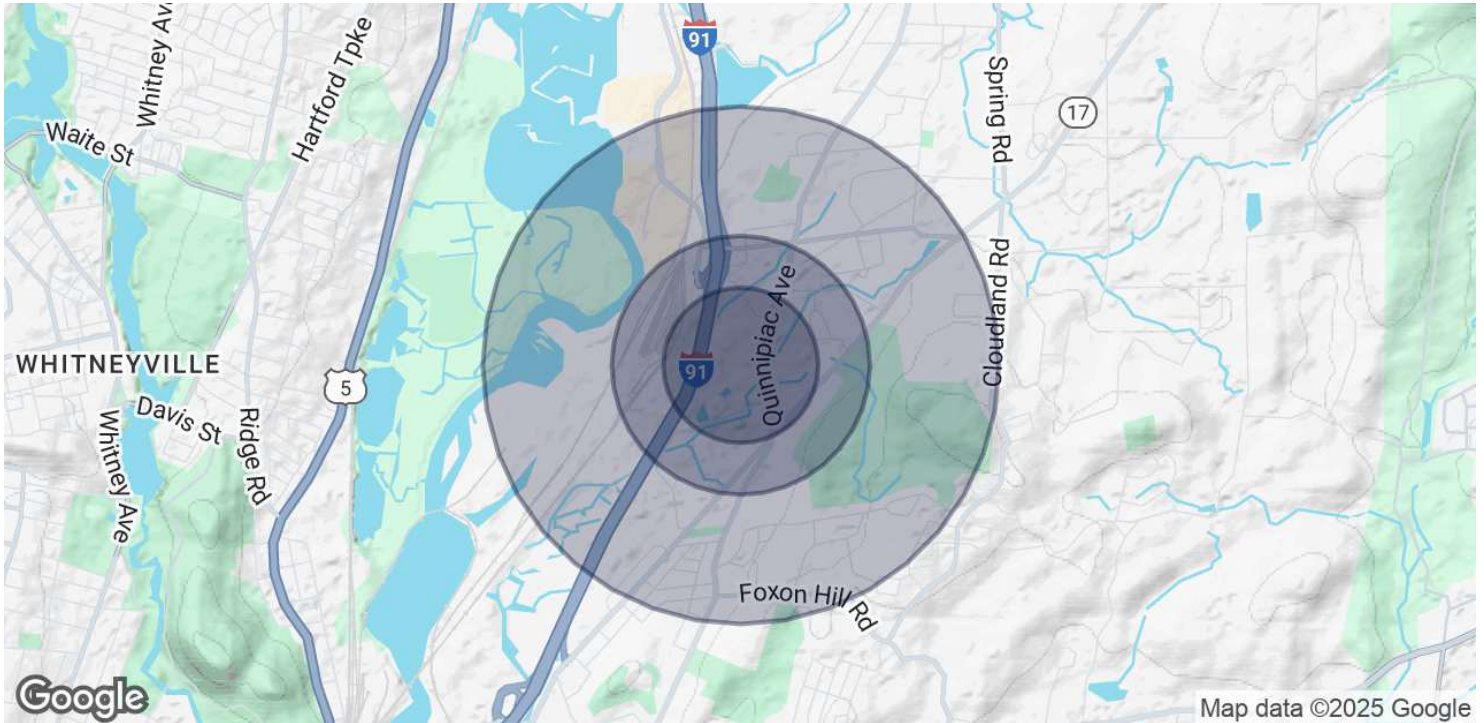 Whitney Av
Hartford Tpke
Waite St
91
Spring Rd
17
WHITNEYVILLE
5
Davis St
Whitney Ave
Ridge Rd
91
Quinnipiac Ave
Cloudland Rd
Foxon Hill Rd
Google
Map data ©2025 Google